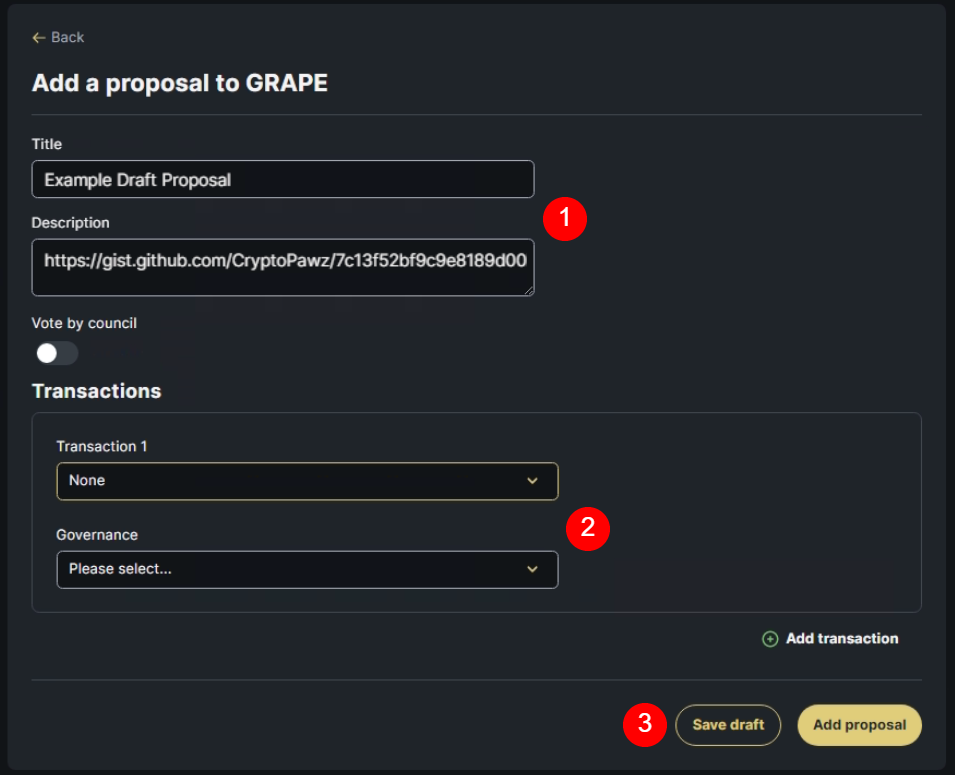 ← Back
Add a proposal to GRAPE
Title
Example Draft Proposal
1
Description
https://gist.github.com/CryptoPawz/7c13f52bf9c9e8189d00
Vote by council
Transactions
Transaction 1
None
2
Governance
Please select...
Add transaction
3 Save draft Add proposal